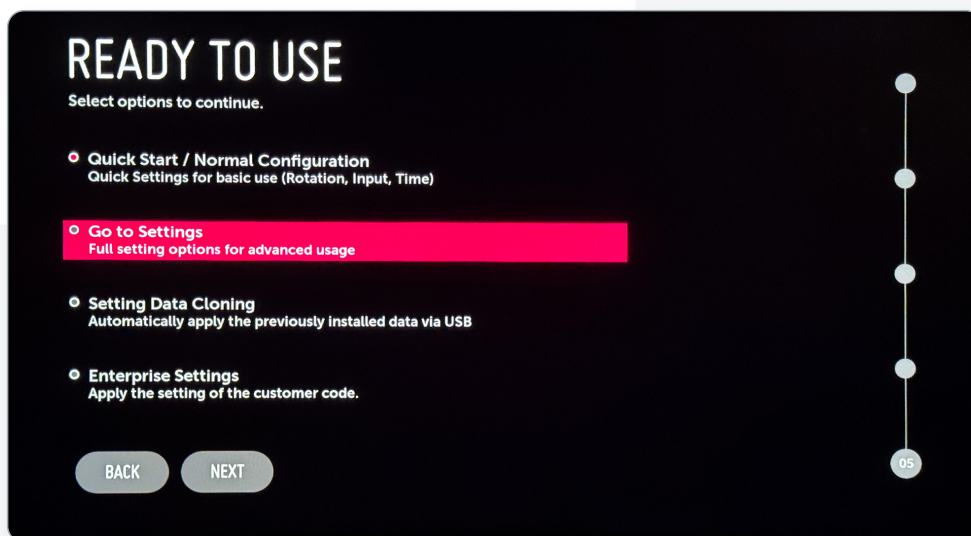 READY TO USE
Select options to continue.
Quick Start / Normal Configuration
Quick Settings for basic use (Rotation, Input, Time)
Go to Settings
Full setting options for advanced usage
Setting Data Cloning
Automatically apply the previously installed data via USB
Enterprise Settings
Apply the setting of the customer code.
BACK NEXT
05